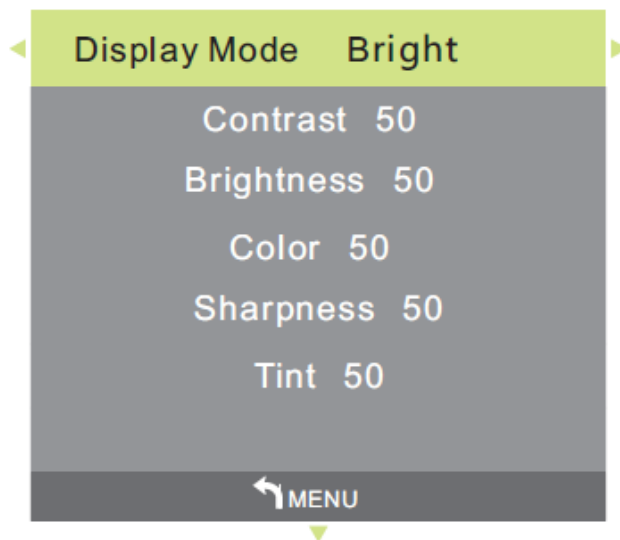 Display Mode Bright
Contrast 50
Brightness 50
Color 50
Sharpness 50
Tint 50
MENU